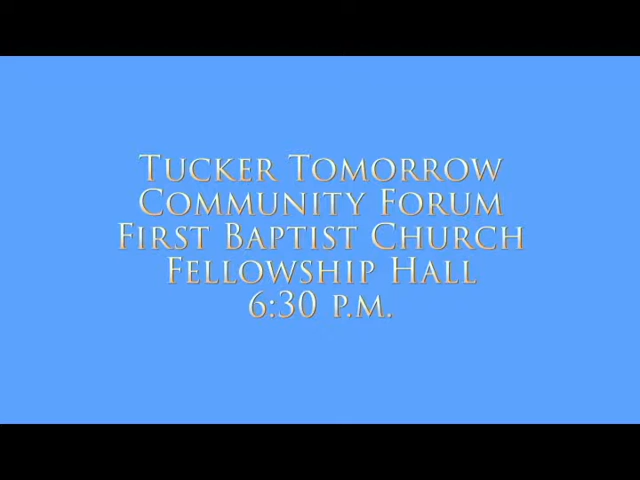 Tucker Tomorrow
Community Forum
First Baptist Church
Fellowship Hall
6:30 p.m.